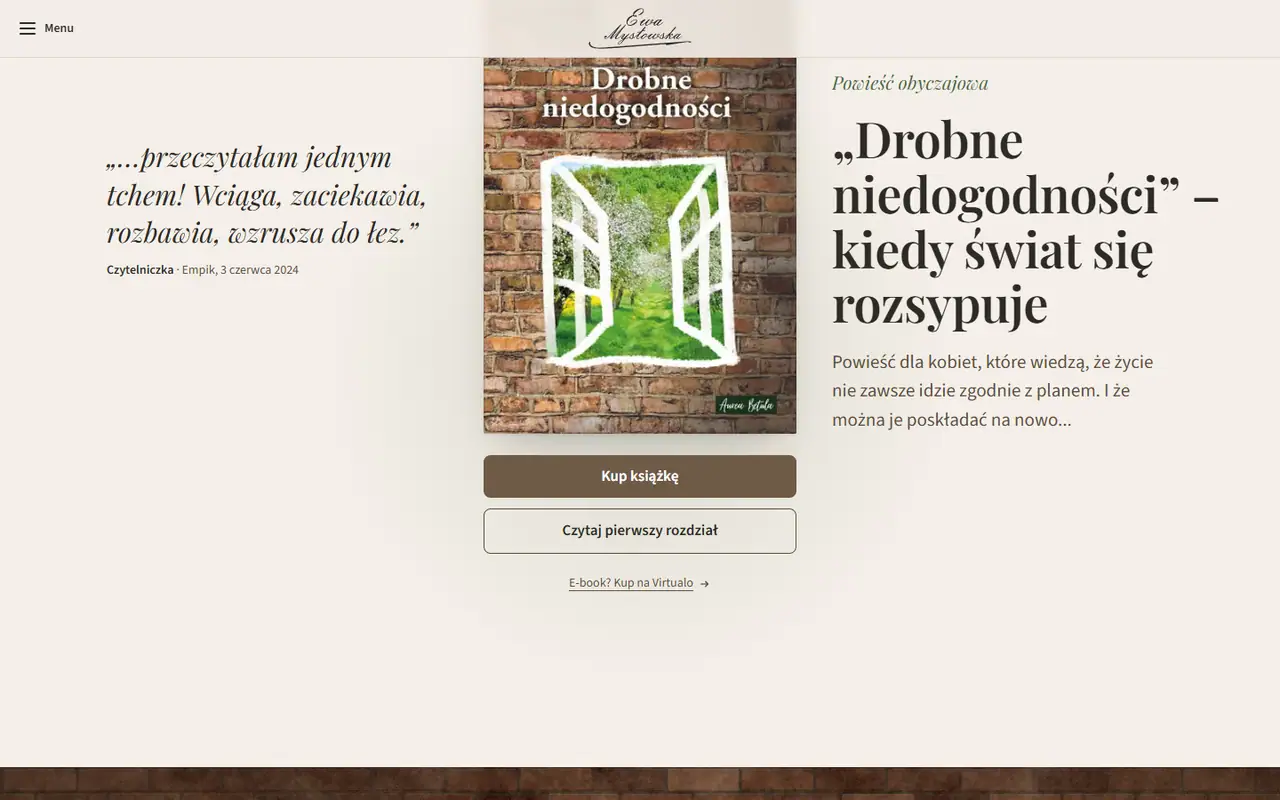 Menu
Ewa
Mysłowska
„…przeczytałam jednym
tchem! Wciąga, zaciekawia,
rozbawia, wzrusza do łez.”
Czytelniczka · Empik, 3 czerwca 2024
Drobne
niedogodności
Aurea Betula
Kup książkę
Czytaj pierwszy rozdział
E-book? Kup na Virtualo →
Powieść obyczajowa
„Drobne
niedogodności” –
kiedy świat się
rozsypuje
Powieść dla kobiet, które wiedzą, że życie
nie zawsze idzie zgodnie z planem. I że
można je poskładać na nowo...